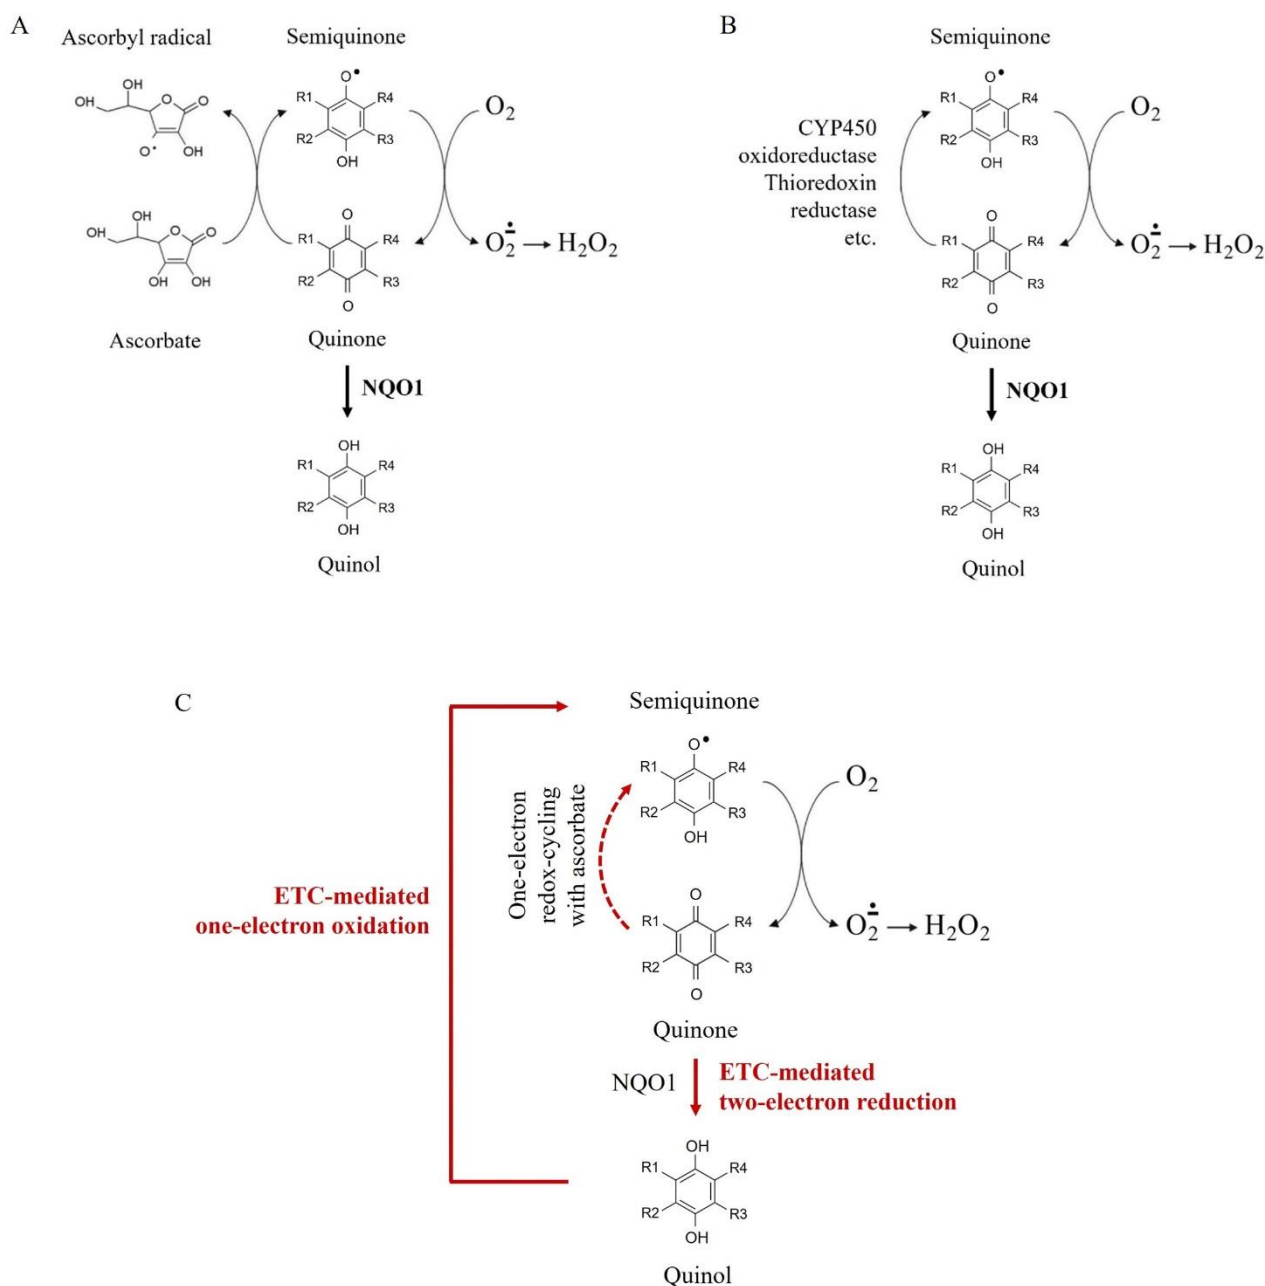 A
Ascorbyl radical
Semiquinone
OH
OH
O
O
O•
OH
O•
R1
R4
R2
R3
OH
O2
OH
OH
O
O
OH
OH
O
R1
R4
R2
R3
O
O2•− → H2O2
Ascorbate
Quinone
NQO1
OH
R1
R4
R2
R3
OH
Quinol
B
Semiquinone
O•
R1
R4
R2
R3
OH
O2
CYP450
oxidoreductase
Thioredoxin
reductase
etc.
O
R1
R4
R2
R3
O
O2•− → H2O2
Quinone
NQO1
OH
R1
R4
R2
R3
OH
Quinol
C
Semiquinone
O•
R1
R4
R2
R3
OH
O2
One-electron
redox-cycling
with ascorbate
ETC-mediated
one-electron oxidation
O
R1
R4
R2
R3
O
O2•− → H2O2
Quinone
NQO1
ETC-mediated
two-electron reduction
OH
R1
R4
R2
R3
OH
Quinol